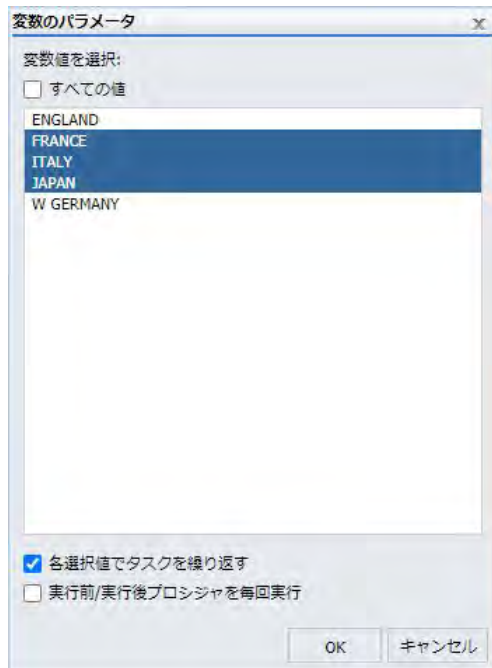 変数のパラメータ x
変数値を選択:
すべての値
ENGLAND
FRANCE
ITALY
JAPAN
W GERMANY
各選択値でタスクを繰り返す
実行前/実行後プロシジャを毎回実行
OK キャンセル